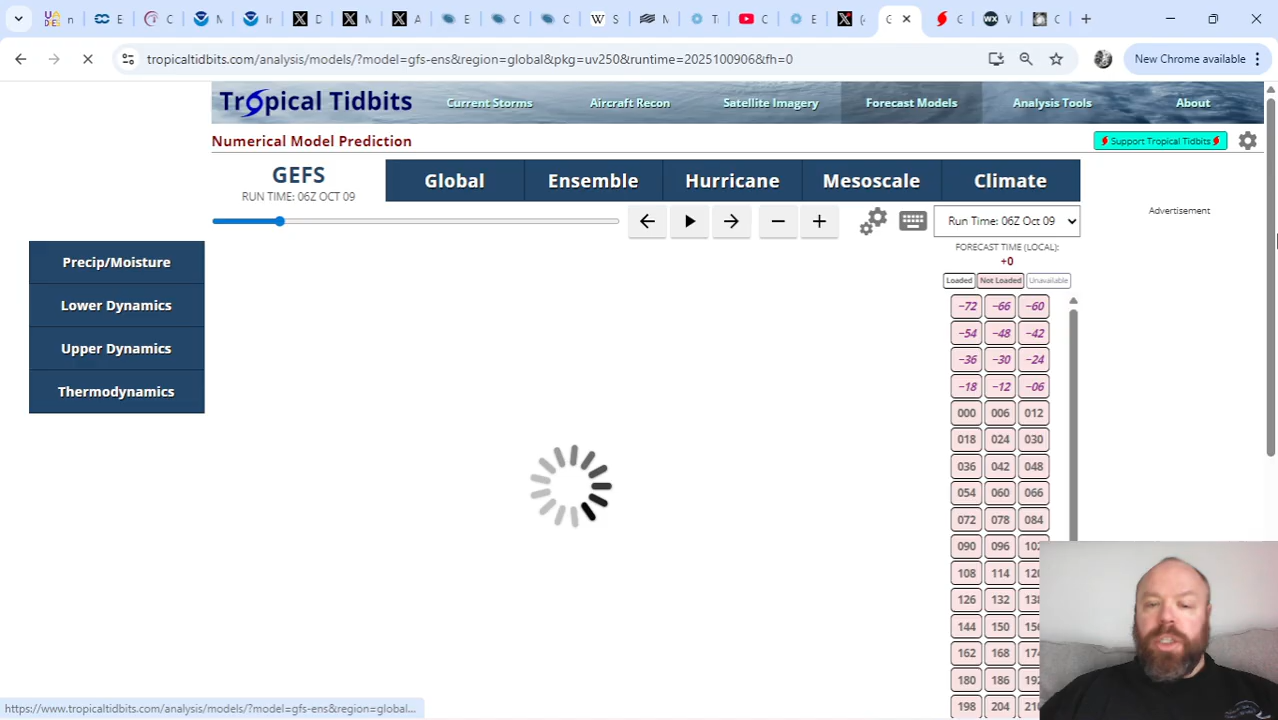 tropicaltidbits.com/analysis/models/?model=gfs-ens&region=global&pkg=uv250&runtime=2025100906&fh=0
New Chrome available
Tropical Tidbits
Current Storms
Aircraft Recon
Satellite Imagery
Forecast Models
Analysis Tools
About
Numerical Model Prediction
Support Tropical Tidbits
GEFS
RUN TIME: 06Z OCT 09
Global
Ensemble
Hurricane
Mesoscale
Climate
Run Time: 06Z Oct 09
Advertisement
FORECAST TIME (LOCAL):
+0
Loaded Not Loaded Unavailable
Precip/Moisture
Lower Dynamics
Upper Dynamics
Thermodynamics
−72 −66 −60
−54 −48 −42
−36 −30 −24
−18 −12 −06
000 006 012
018 024 030
036 042 048
054 060 066
072 078 084
090 096
108 114
126 132
144 150
162 168
180 186
198 204
https://www.tropicaltidbits.com/analysis/models/?model=gfs-ens&region=global...